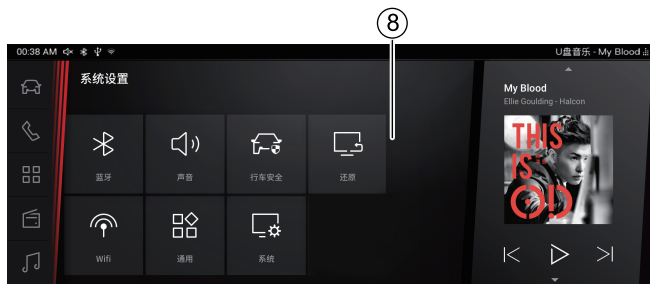 ⑧
00:38 AM
U盘音乐 - My Blood
系统设置
My Blood
Ellie Goulding - Halcon
THIS
IS
蓝牙
声音
行车安全
还原
Wifi
通用
系统